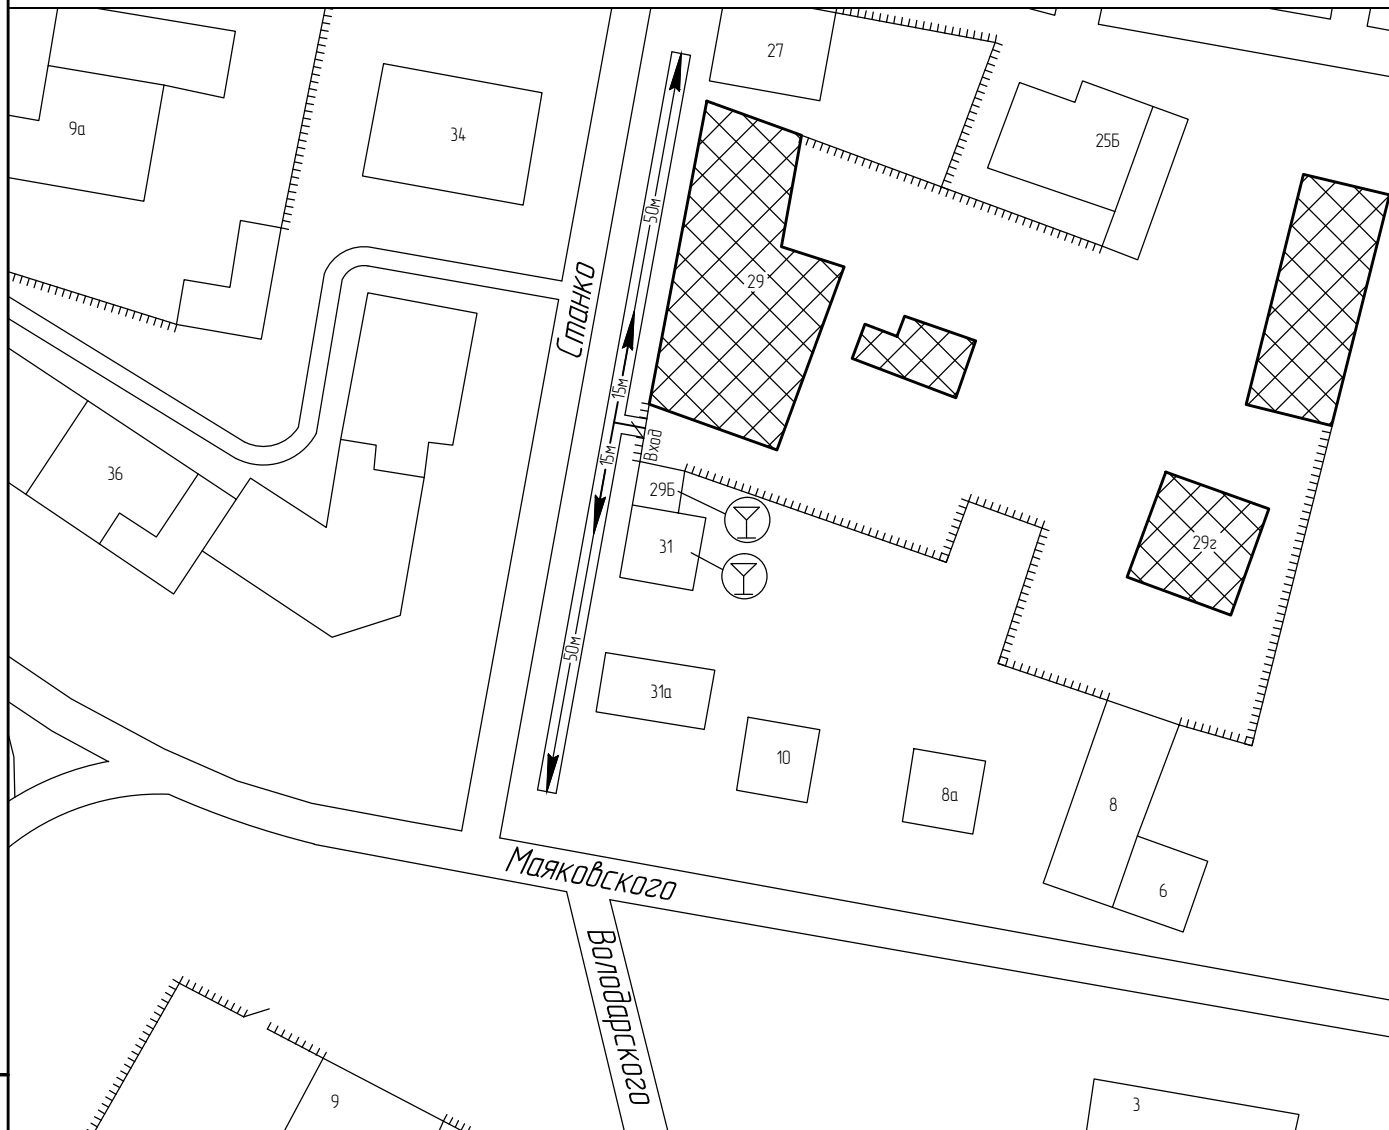 27
9а
34
25Б
50м
Станко
29
15м
Вход
15м
36
29Б
31
29г
50м
31а
10
8а
8
Маяковского
6
Володарского
9
3